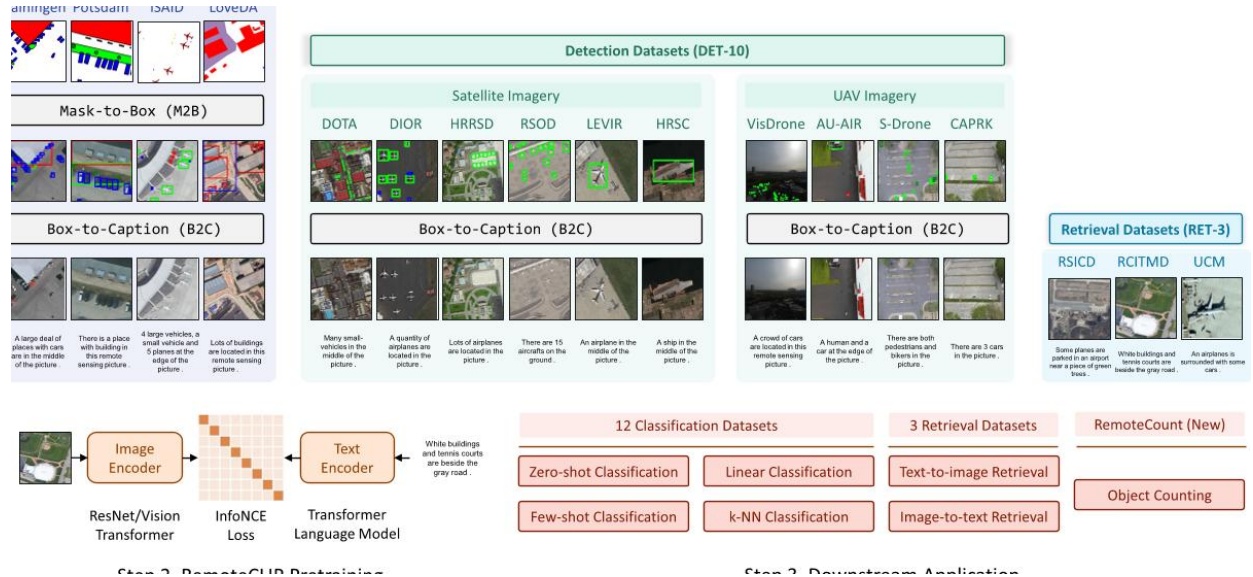 Potsdam
iSAID
LoveDA
Mask-to-Box (M2B)
Box-to-Caption (B2C)
A large deal of
places with cars
are in the middle
of the picture .
There is a place
with building in
this remote
sensing picture .
4 large vehicles, a
small vehicle and
5 planes at the
edge of the
picture .
Lots of buildings
are located in this
remote sensing
picture .
Detection Datasets (DET-10)
Satellite Imagery
DOTA
DIOR
HRRSD
RSOD
LEVIR
HRSC
Box-to-Caption (B2C)
Many small-
vehicles in the
middle of the
picture .
A quantity of
airplanes are
located in the
picture .
Lots of airplanes
are located in the
picture .
There are 15
aircrafts on the
ground .
An airplane in the
middle of the
picture .
A ship in the
middle of the
picture .
UAV Imagery
VisDrone
AU-AIR
S-Drone
CAPRK
Box-to-Caption (B2C)
A crowd of cars
are located in this
remote sensing
picture .
A human and a
car at the edge of
the picture .
There are both
pedestrians and
bikers in the
picture .
There are 3 cars
in the picture .
Retrieval Datasets (RET-3)
RSICD
RCITMD
UCM
Some planes are
parked in an airport
near a piece of green
trees .
White buildings and
tennis courts are
beside the gray road .
An airplanes is
surrounded with some
cars .
Image
Encoder
Text
Encoder
White buildings
and tennis courts
are beside the
gray road .
ResNet/Vision
Transformer
InfoNCE
Loss
Transformer
Language Model
12 Classification Datasets
Zero-shot Classification
Linear Classification
Few-shot Classification
k-NN Classification
3 Retrieval Datasets
Text-to-image Retrieval
Image-to-text Retrieval
RemoteCount (New)
Object Counting
Step 2. RemoteCLIP Pretraining
Step 3. Downstream Application